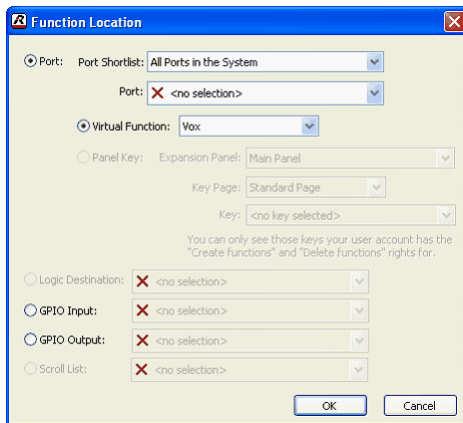 Function Location
Port: Port Shortlist: All Ports in the System
Port: <no selection>
Virtual Function: Vox
Panel Key: Expansion Panel: Main Panel
Key Page: Standard Page
Key: <no key selected>
You can only see those keys your user account has the
"Create functions" and "Delete functions" rights for.
Logic Destination: <no selection>
GPIO Input: <no selection>
GPIO Output: <no selection>
Scroll List: <no selection>
OK Cancel